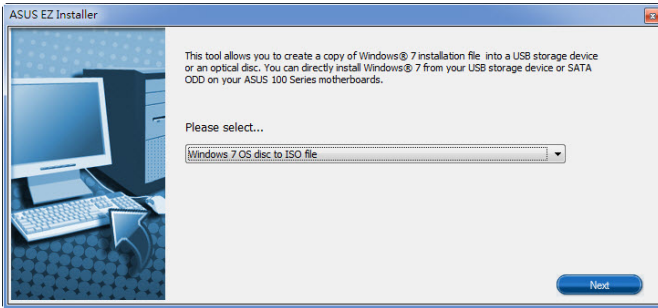 ASUS EZ Installer
This tool allows you to create a copy of Windows® 7 installation file into a USB storage device
or an optical disc. You can directly install Windows® 7 from your USB storage device or SATA
ODD on your ASUS 100 Series motherboards.
Please select...
Windows 7 OS disc to ISO file
Next